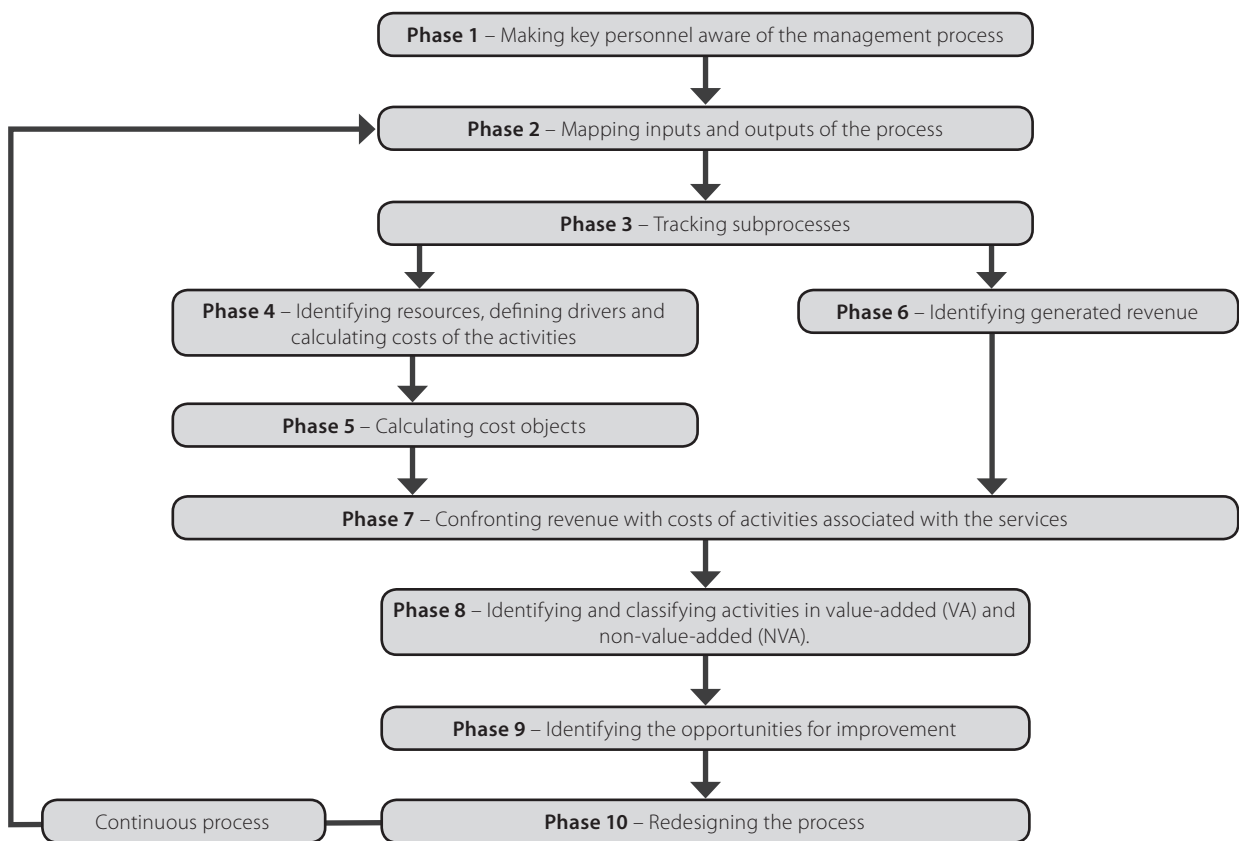 Phase 1 – Making key personnel aware of the management process
Phase 2 – Mapping inputs and outputs of the process
Phase 3 – Tracking subprocesses
Phase 4 – Identifying resources, defining drivers and
calculating costs of the activities
Phase 6 – Identifying generated revenue
Phase 5 – Calculating cost objects
Phase 7 – Confronting revenue with costs of activities associated with the services
Phase 8 – Identifying and classifying activities in value-added (VA) and
non-value-added (NVA).
Phase 9 – Identifying the opportunities for improvement
Continuous process
Phase 10 – Redesigning the process